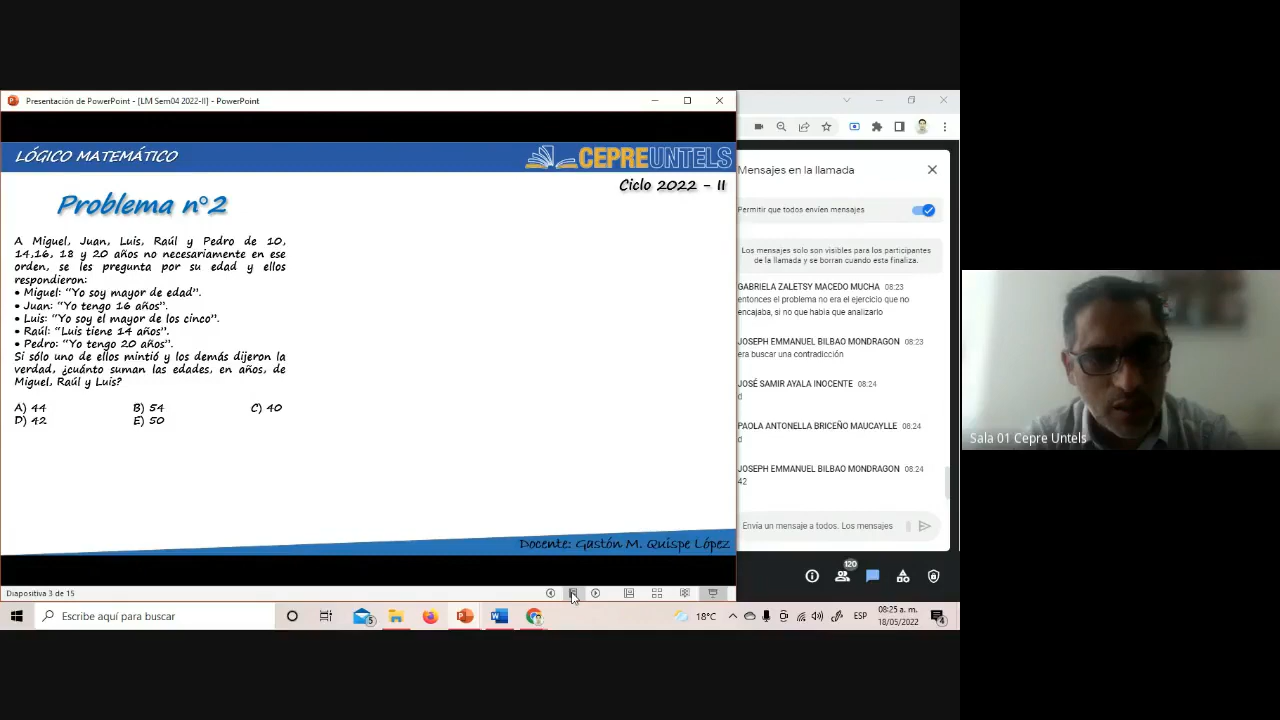 Presentación de PowerPoint - [LM Sem04 2022-II] - PowerPoint
LÓGICO MATEMÁTICO
CEPREUNTELS
Ciclo 2022 - II
Problema n°2
A Miguel, Juan, Luis, Raúl y Pedro de 10,
14,16, 18 y 20 años no necesariamente en ese
orden, se les pregunta por su edad y ellos
respondieron:
• Miguel: "Yo soy mayor de edad".
• Juan: "Yo tengo 16 años".
• Luis: "Yo soy el mayor de los cinco".
• Raúl: "Luis tiene 14 años".
• Pedro: "Yo tengo 20 años".
Si sólo uno de ellos mintió y los demás dijeron la
verdad, ¿cuánto suman las edades, en años, de
Miguel, Raúl y Luis?
A) 44 B) 54 C) 40
D) 42 E) 50
Docente: Gastón M. Quispe López
Diapositiva 3 de 15
Mensajes en la llamada
Permitir que todos envíen mensajes
Los mensajes solo son visibles para los participantes
de la llamada y se borran cuando esta finaliza.
GABRIELA ZALETSY MACEDO MUCHA 08:23
entonces el problema no era el ejercicio que no
encajaba, si no que habla que analizarlo
JOSEPH EMMANUEL BILBAO MONDRAGON 08:23
era buscar una contradicción
JOSÉ SAMIR AYALA INOCENTE 08:24
d
PAOLA ANTONELLA BRICEÑO MAUCAYLLE 08:24
d
JOSEPH EMMANUEL BILBAO MONDRAGON 08:24
42
Envía un mensaje a todos. Los mensajes
120
Sala 01 Cepre Untels
Escribe aquí para buscar
5
18°C
ESP
08:25 a. m.
18/05/2022
4